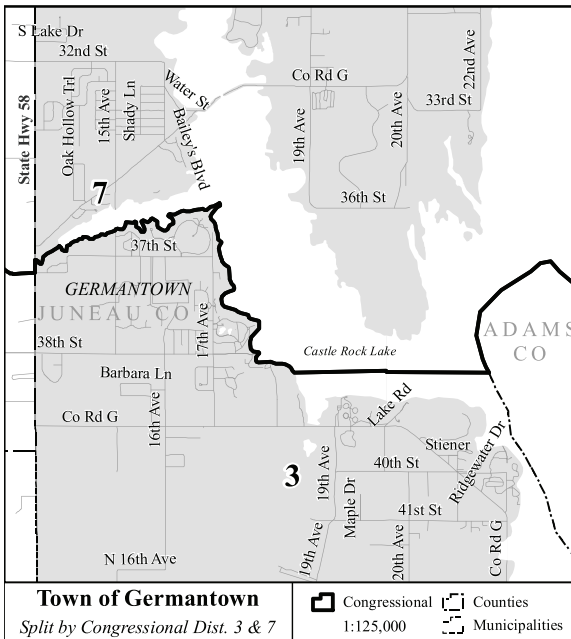 S Lake Dr
32nd St
Water St
Co Rd G
22nd Ave
33rd St
State Hwy 58
Oak Hollow Trl
15th Ave
Shady Ln
Bailey's Blvd
19th Ave
20th Ave
7
36th St
37th St
GERMANTOWN
JUNEAU CO
ADAMS
CO
38th St
17th Ave
Castle Rock Lake
Barbara Ln
Lake Rd
Co Rd G
16th Ave
Stiener
Ridgewater Dr
3
19th Ave
40th St
Maple Dr
41st St
19th Ave
20th Ave
Co Rd G
N 16th Ave
Town of Germantown
Split by Congressional Dist. 3 & 7
Congressional
Counties
1:125,000
Municipalities